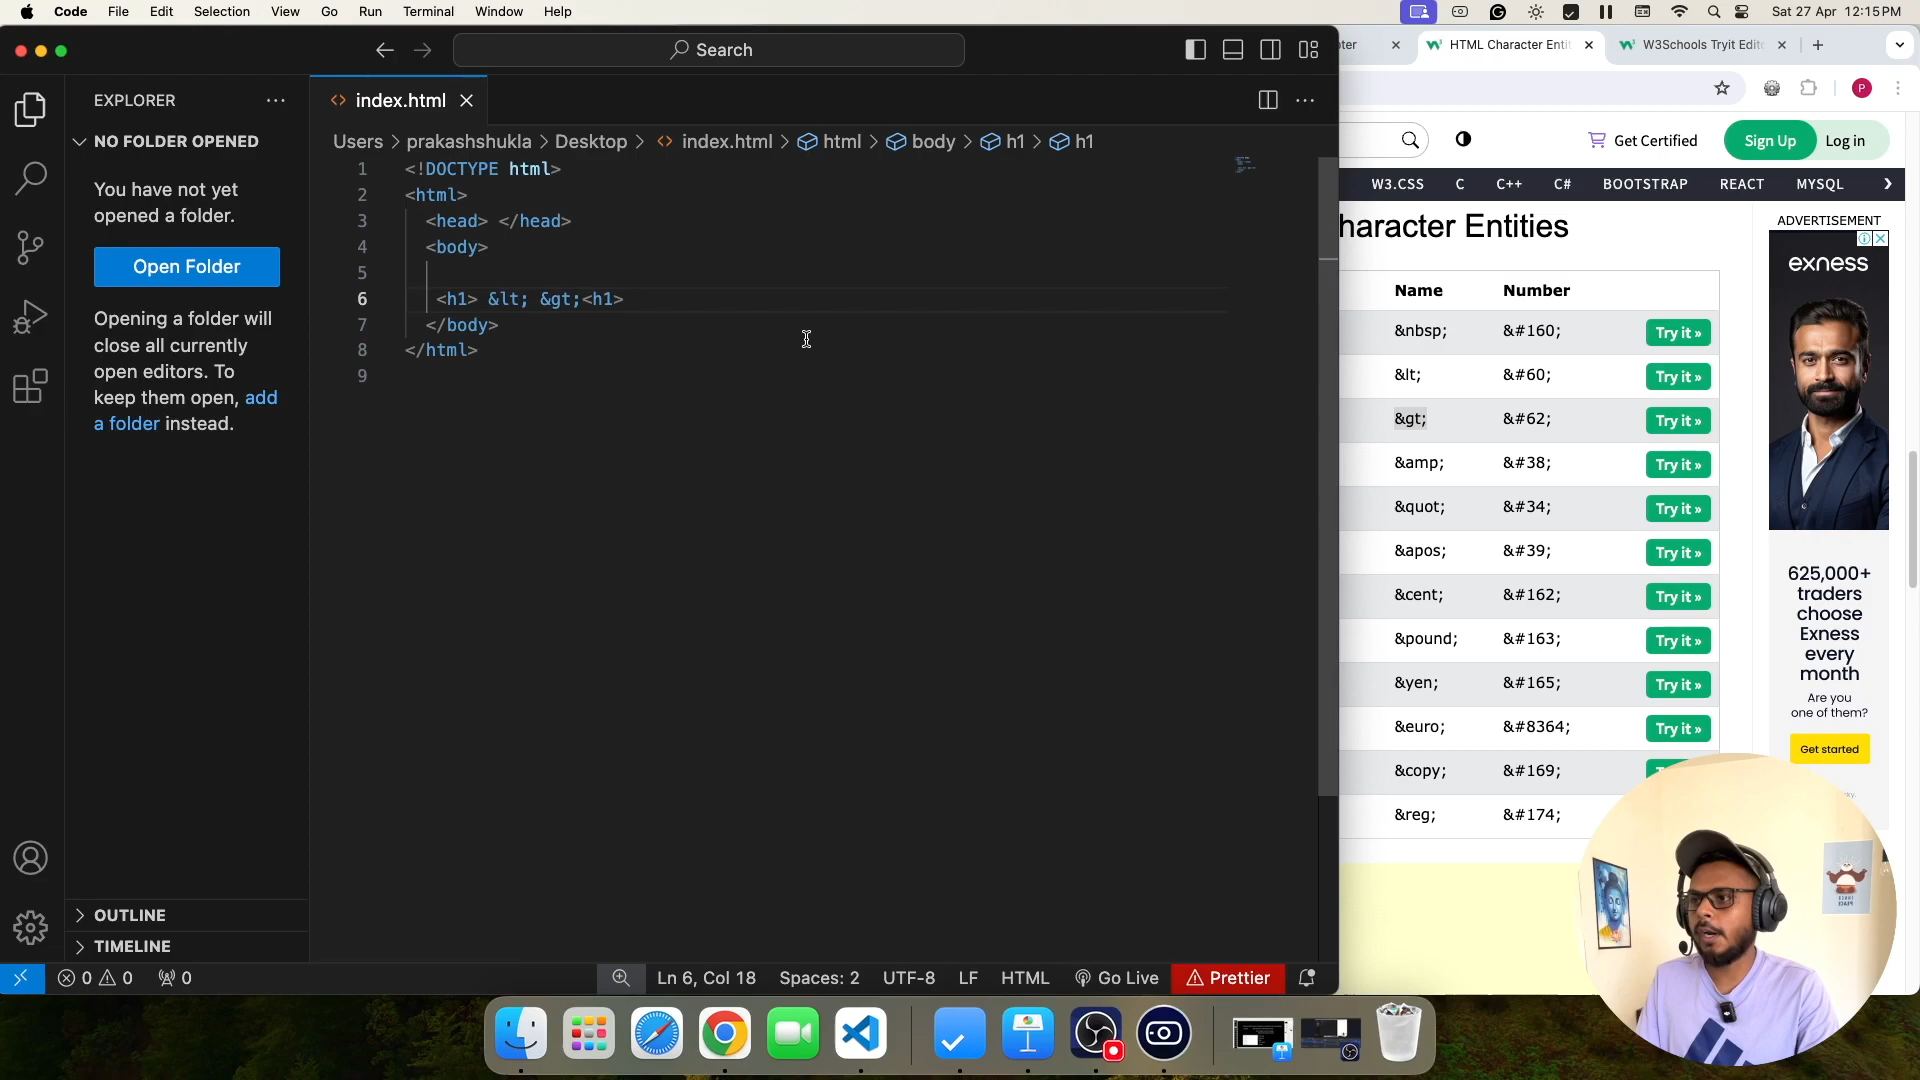 Code File Edit Selection View Go Run Terminal Window Help
Sat 27 Apr 12:15 PM
Search
HTML Character Entit
W3Schools Tryit Edit
EXPLORER
index.html
NO FOLDER OPENED
You have not yet
opened a folder.
Open Folder
Opening a folder will
close all currently
open editors. To
keep them open, add
a folder instead.
OUTLINE
TIMELINE
Users > prakashshukla > Desktop > index.html > html > body > h1 > h1
1 <!DOCTYPE html>
2 <html>
3 <head> </head>
4 <body>
5
6 <h1> &lt; &gt;<h1>
7 </body>
8 </html>
9
0 0 0
Ln 6, Col 18 Spaces: 2 UTF-8 LF HTML Go Live Prettier
P
Get Certified Sign Up Log in
W3.CSS C C++ C# BOOTSTRAP REACT MYSQL
haracter Entities
Name Number
&nbsp; &#160; Try it »
&lt; &#60; Try it »
&gt; &#62; Try it »
&amp; &#38; Try it »
&quot; &#34; Try it »
&apos; &#39; Try it »
&cent; &#162; Try it »
&pound; &#163; Try it »
&yen; &#165; Try it »
&euro; &#8364; Try it »
&copy; &#169;
&reg; &#174;
ADVERTISEMENT
exness
625,000+
traders
choose
Exness
every
month
Are you
one of them?
Get started